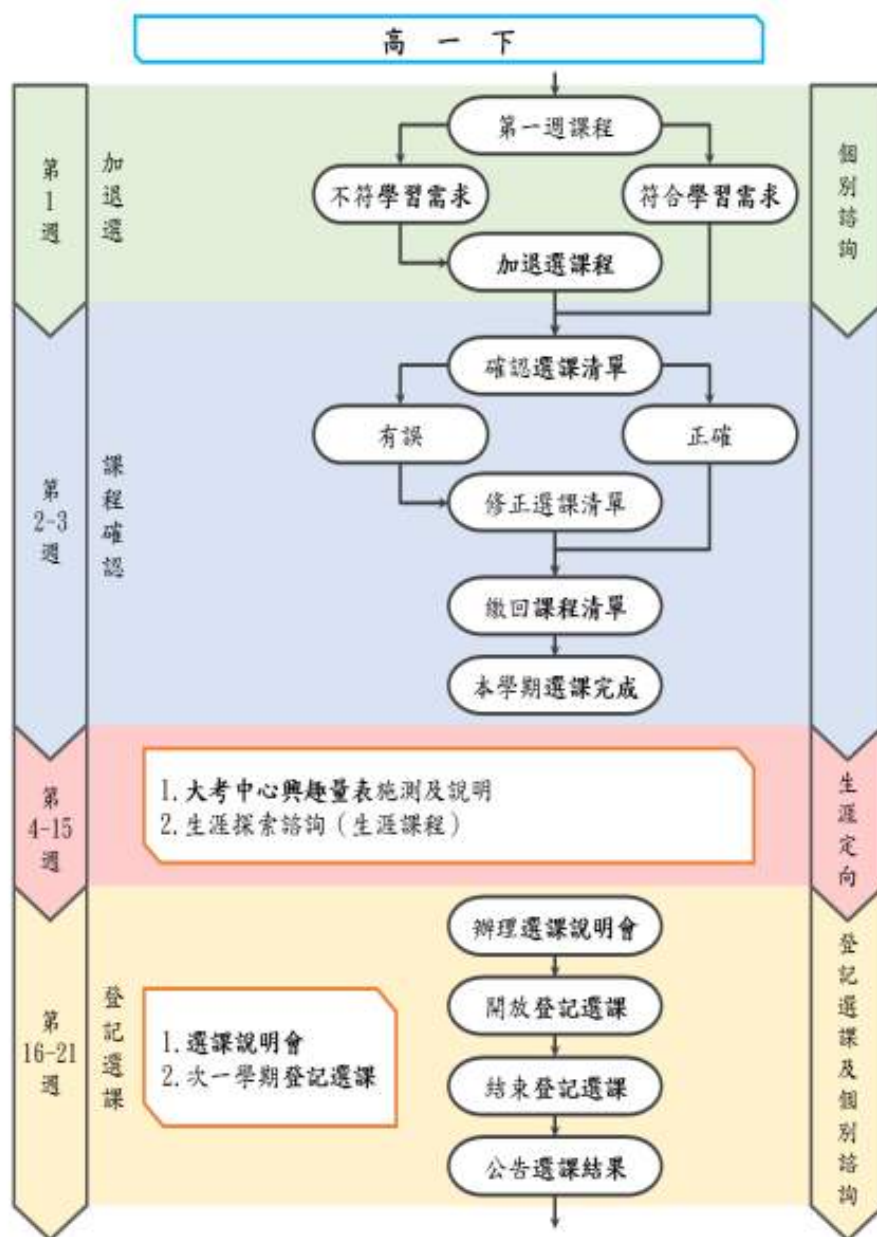 高一下
第1週
加退選
第一週課程
不符學習需求
符合學習需求
加退選課程
個別諮詢
第2-3週
課程確認
確認選課清單
有誤
正確
修正選課清單
繳回課程清單
本學期選課完成
第4-15週
1.大考中心興趣量表施測及說明
2.生涯探索諮詢(生涯課程)
生涯定向
第16-21週
登記選課
1.選課說明會
2.次一學期登記選課
辦理選課說明會
開放登記選課
結束登記選課
公告選課結果
登記選課及個別諮詢